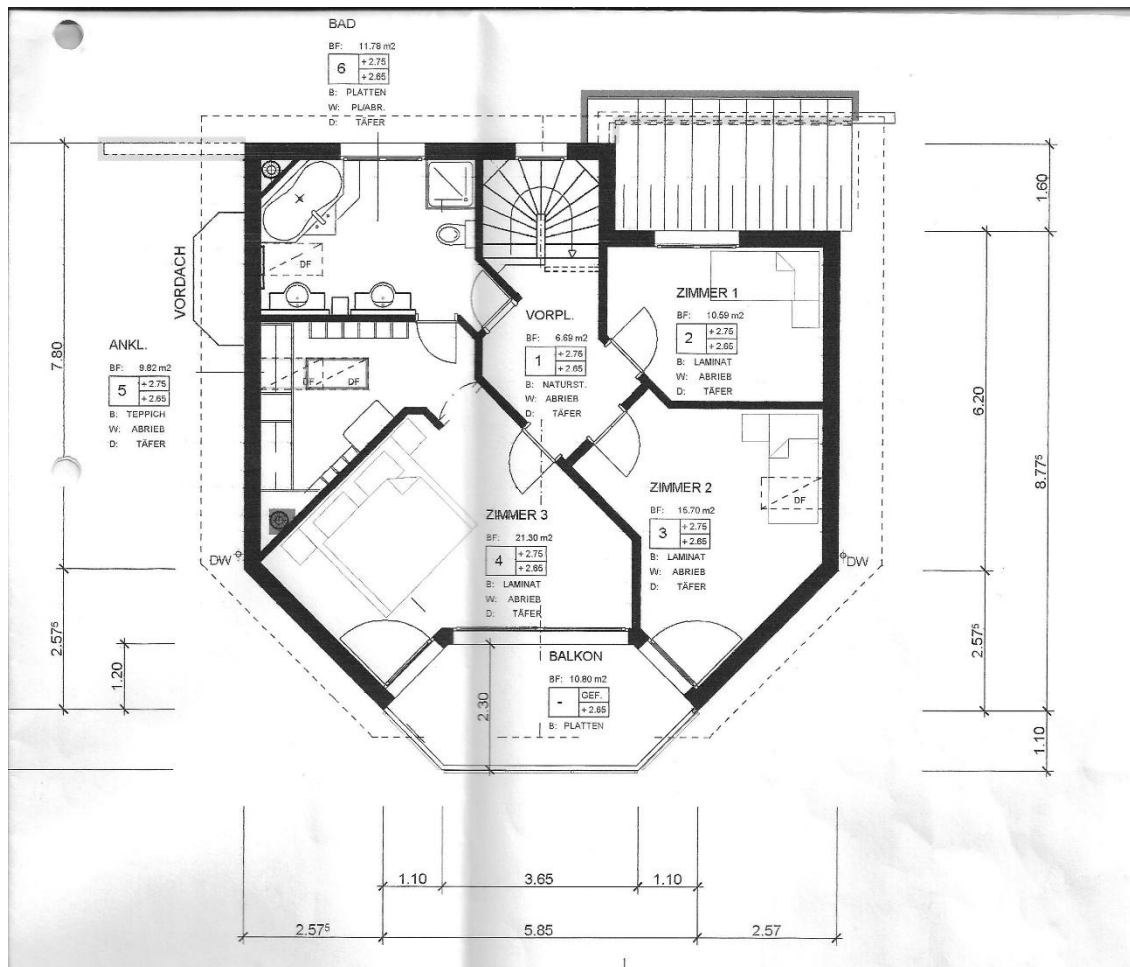 BAD
BF: 11.78 m2
6
+ 2.75
+ 2.65
B: PLATTEN
W: PL/ABR.
D: TÄFER
VORDACH
ANKL.
BF: 9.82 m2
5
+ 2.75
+ 2.65
B: TEPPICH
W: ABRIEB
D: TÄFER
DF
DF
DF
VORPL.
BF: 6.69 m2
1
+ 2.75
+ 2.65
B: NATURST.
W: ABRIEB
D: TÄFER
ZIMMER 1
BF: 10.59 m2
2
+ 2.75
+ 2.65
B: LAMINAT
W: ABRIEB
D: TÄFER
ZIMMER 2
BF: 15.70 m2
3
+ 2.75
+ 2.65
B: LAMINAT
W: ABRIEB
D: TÄFER
DF
ZIMMER 3
BF: 21.30 m2
4
+ 2.75
+ 2.65
B: LAMINAT
W: ABRIEB
D: TÄFER
DW
DW
BALKON
BF: 10.80 m2
-
GEF.
+ 2.65
B: PLATTEN
2.30
7.80
2.57⁵
1.20
1.60
6.20
8.77⁵
2.57⁵
1.10
1.10
3.65
1.10
2.57⁵
5.85
2.57